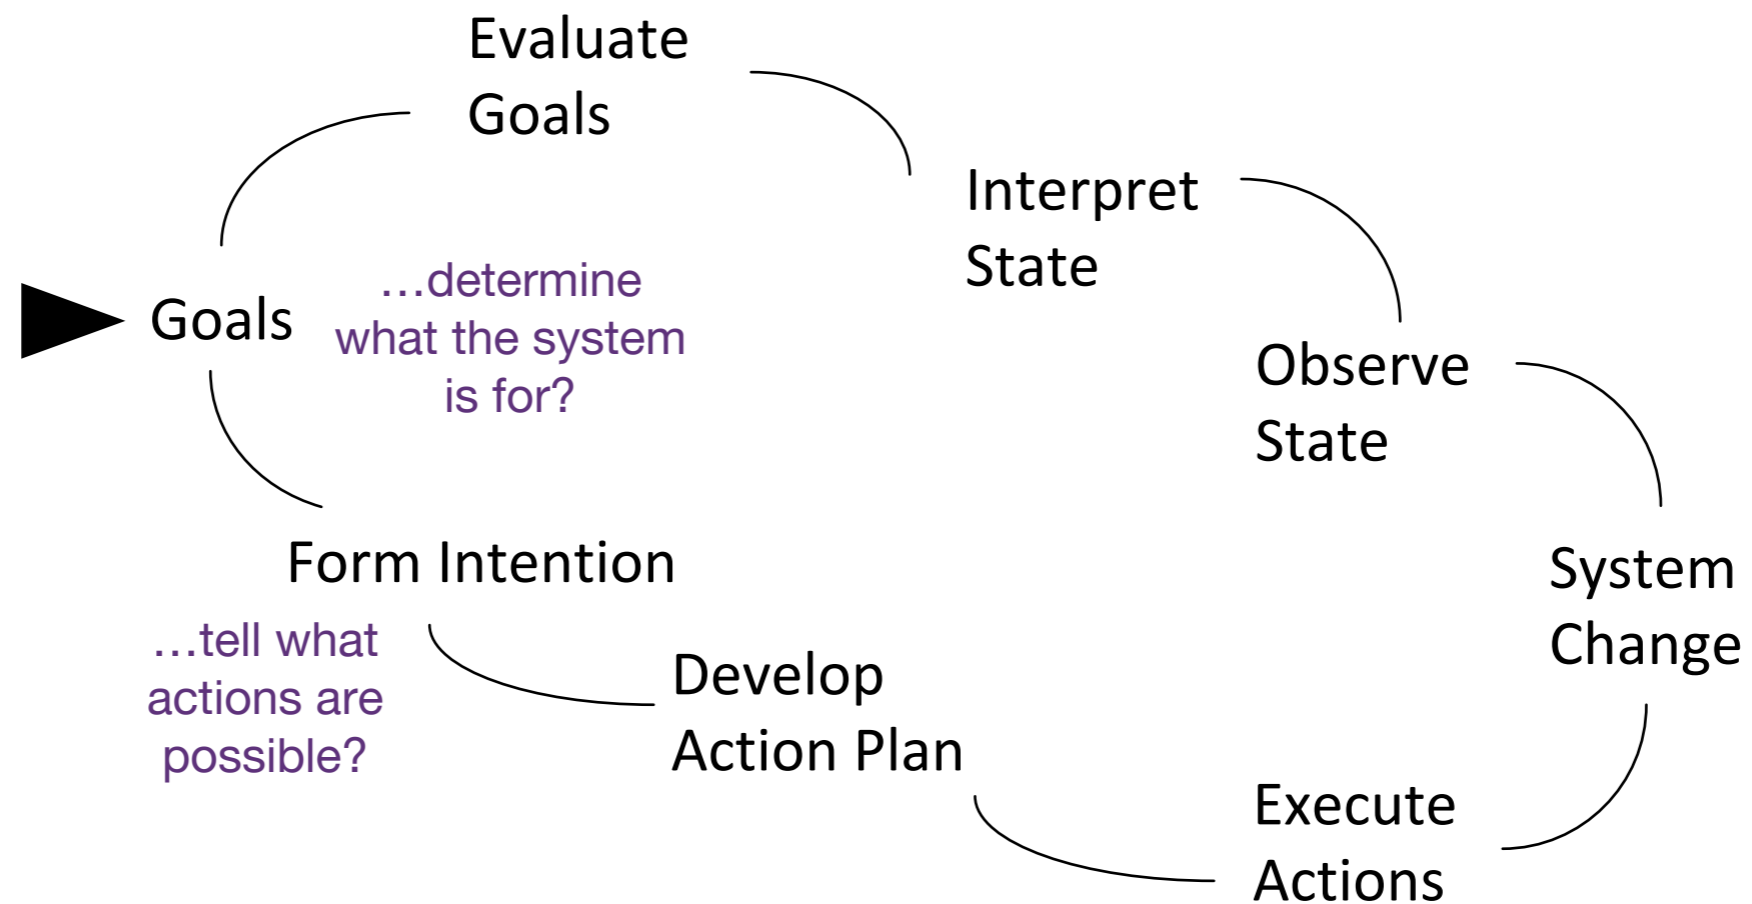 Evaluate
Goals
Interpret
State
Goals
…determine
what the system
is for?
Observe
State
Form Intention
…tell what
actions are
possible?
System
Change
Develop
Action Plan
Execute
Actions